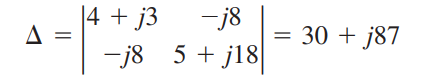 Δ = |4 + j3   −j8|
|−j8   5 + j18| = 30 + j87